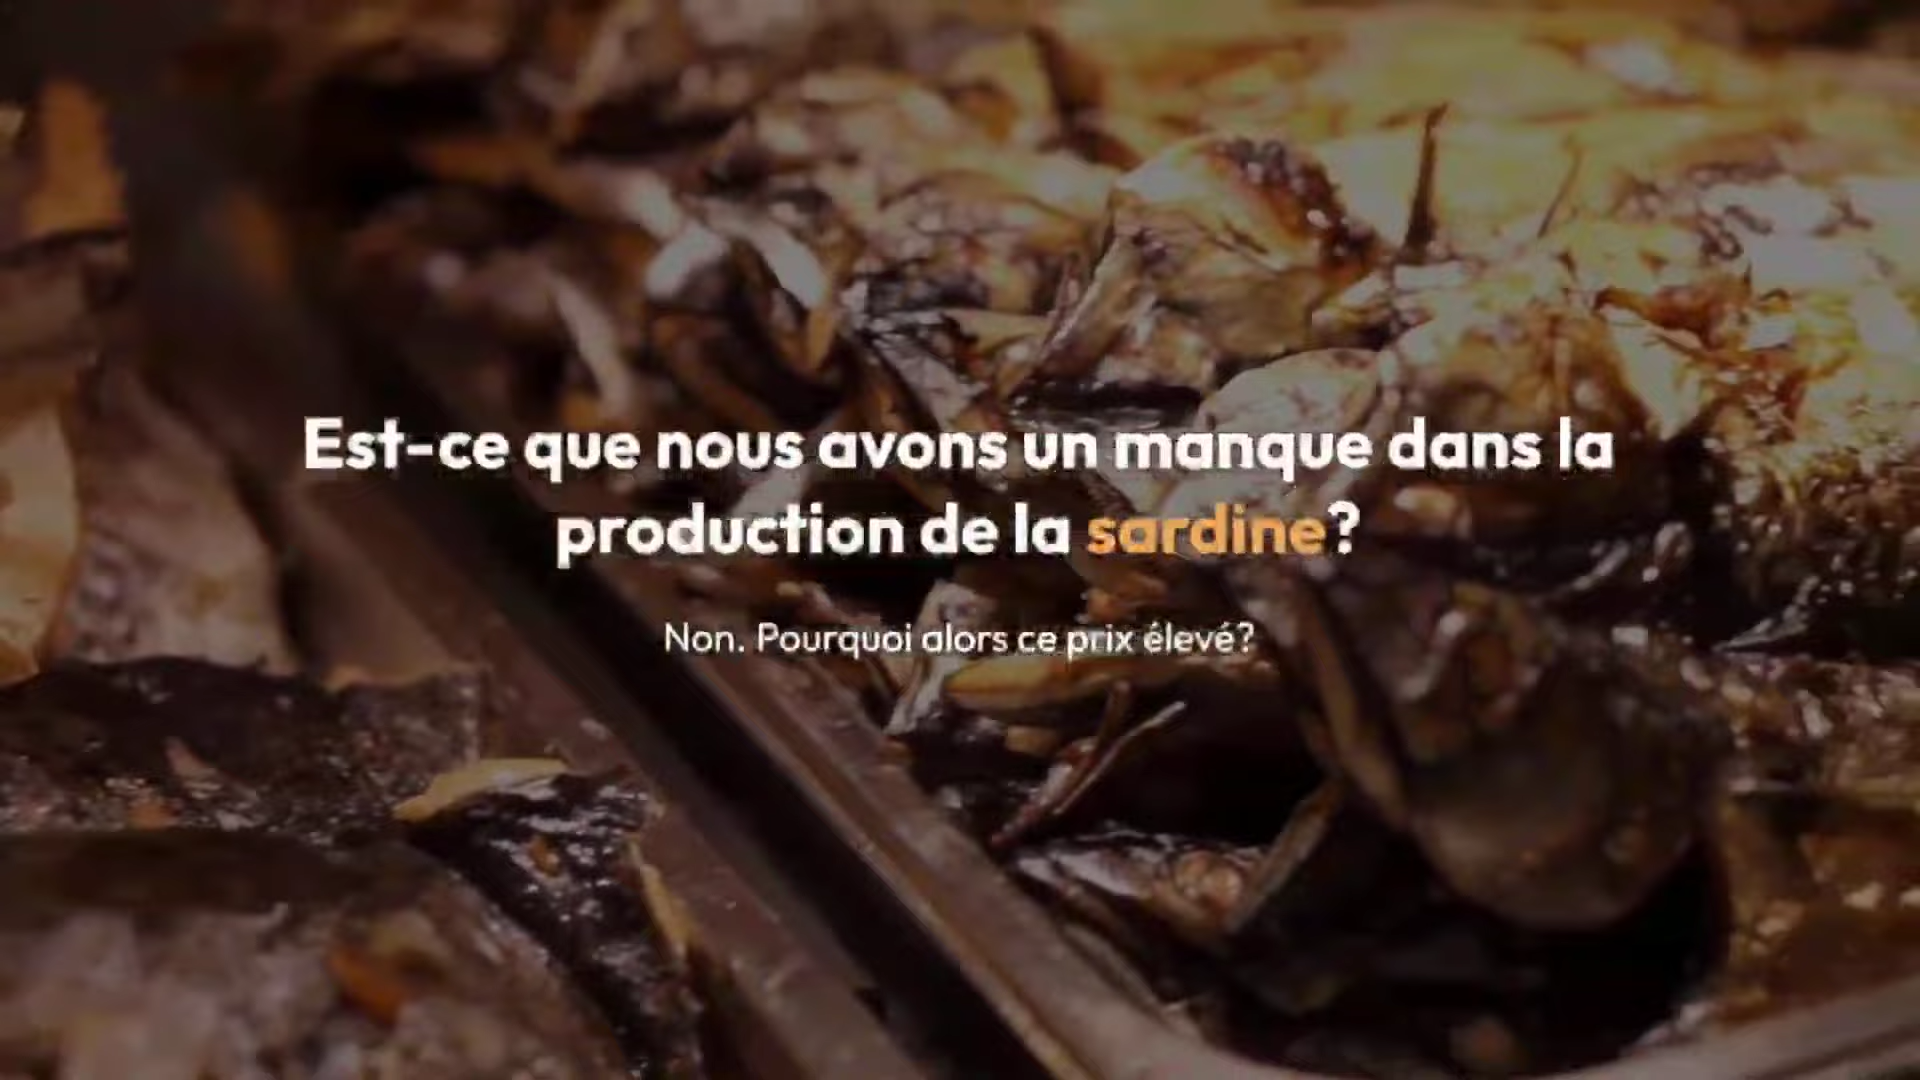 Est-ce que nous avons un manque dans la
production de la sardine?
Non. Pourquoi alors ce prix élevé?